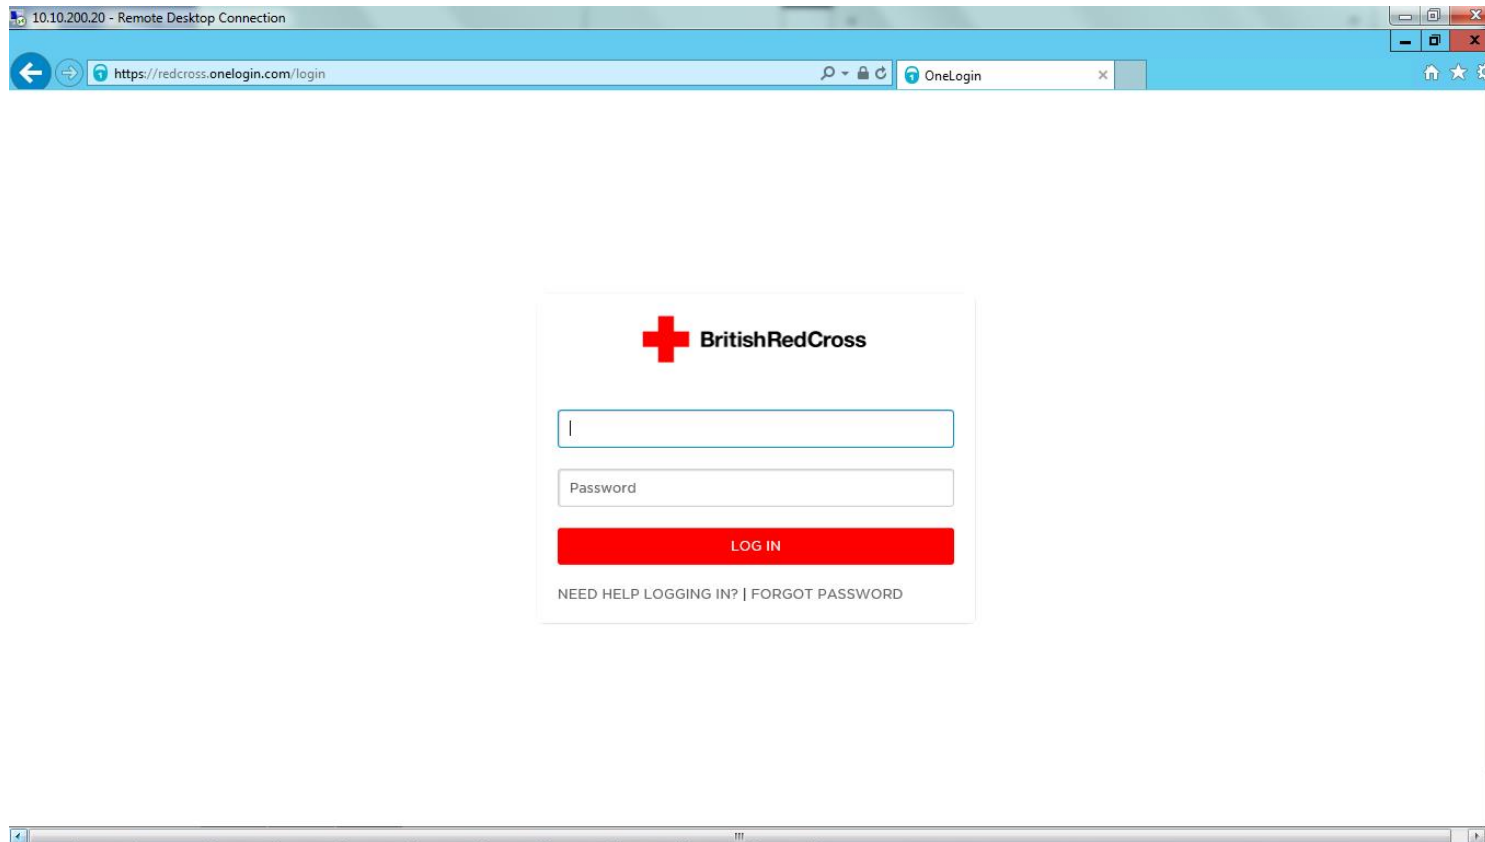 10.10.200.20 - Remote Desktop Connection
https://redcross.onelogin.com/login
OneLogin
BritishRedCross
Password
LOG IN
NEED HELP LOGGING IN? | FORGOT PASSWORD